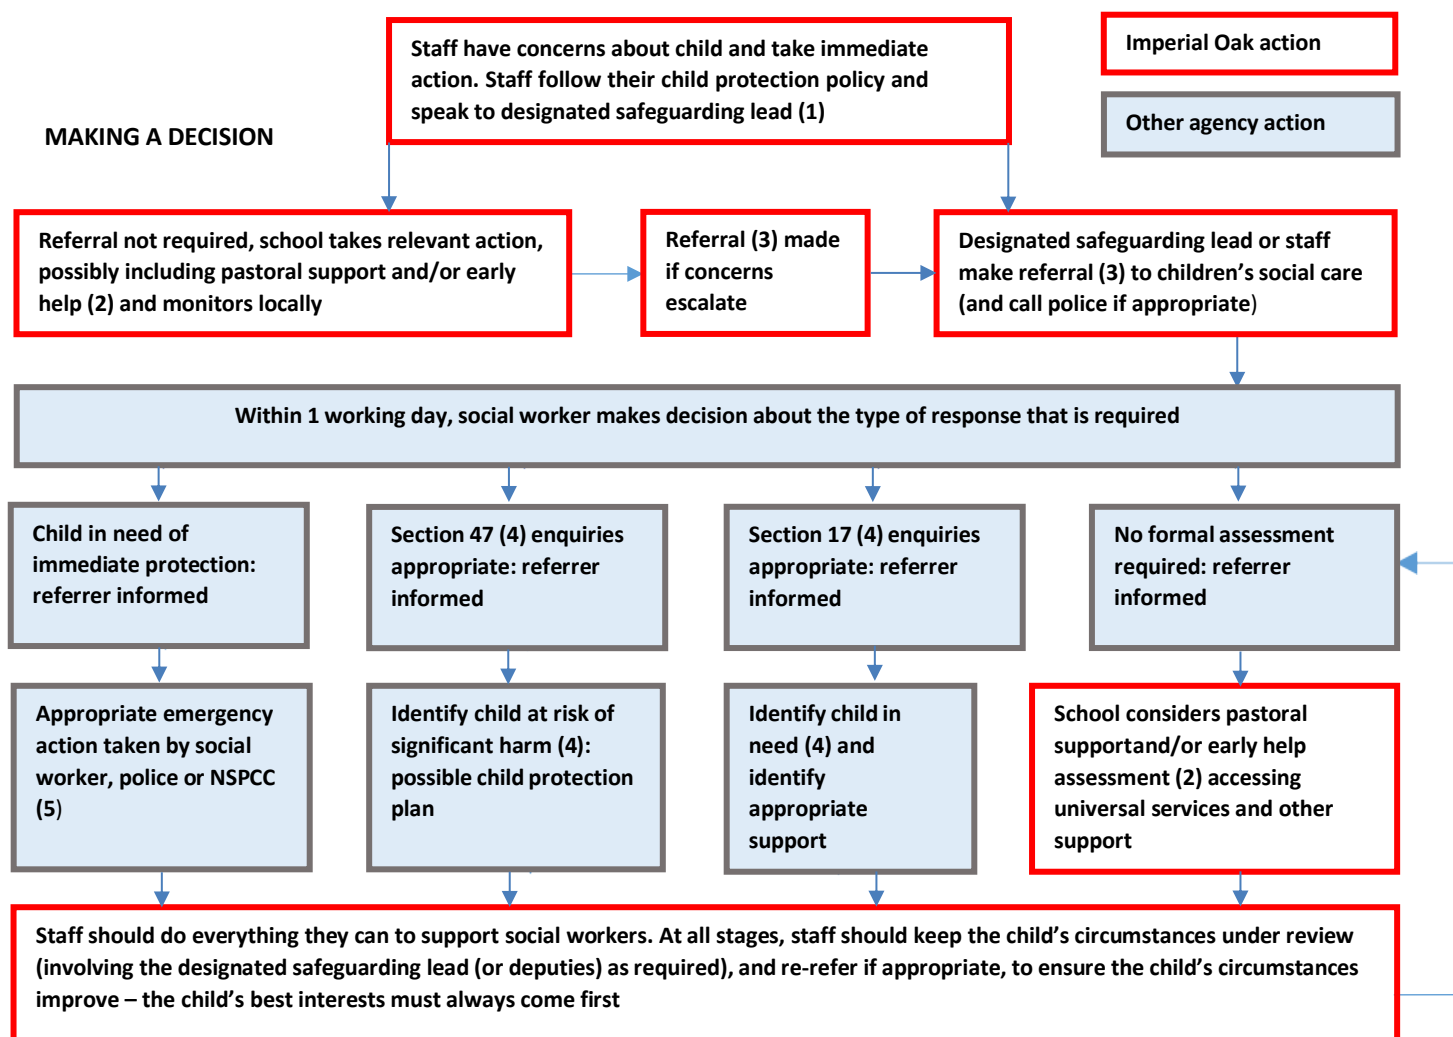 Staff have concerns about child and take immediate
action. Staff follow their child protection policy and
speak to designated safeguarding lead (1)
Imperial Oak action
Other agency action
MAKING A DECISION
Referral not required, school takes relevant action,
possibly including pastoral support and/or early
help (2) and monitors locally
Referral (3) made
if concerns
escalate
Designated safeguarding lead or staff
make referral (3) to children’s social care
(and call police if appropriate)
Within 1 working day, social worker makes decision about the type of response that is required
Child in need of
immediate protection:
referrer informed
Section 47 (4) enquiries
appropriate: referrer
informed
Section 17 (4) enquiries
appropriate: referrer
informed
No formal assessment
required: referrer
informed
Appropriate emergency
action taken by social
worker, police or NSPCC
(5)
Identify child at risk of
significant harm (4):
possible child protection
plan
Identify child in
need (4) and
identify
appropriate
support
School considers pastoral
supportand/or early help
assessment (2) accessing
universal services and other
support
Staff should do everything they can to support social workers. At all stages, staff should keep the child’s circumstances under review
(involving the designated safeguarding lead (or deputies) as required), and re-refer if appropriate, to ensure the child’s circumstances
improve – the child’s best interests must always come first